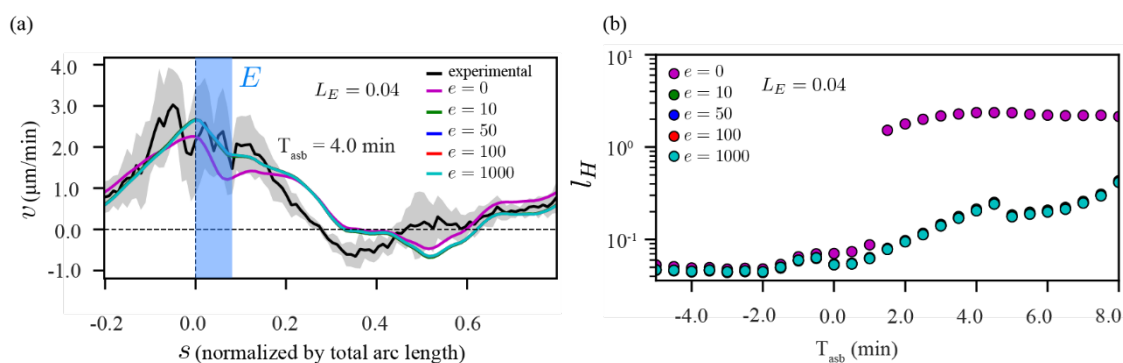 (a)
4.0
3.0
2.0
1.0
0.0
-1.0
v (μm/min)
E
L_E = 0.04
T_asb = 4.0 min
experimental
e = 0
e = 10
e = 50
e = 100
e = 1000
-0.2
0.0
0.2
0.4
0.6
s (normalized by total arc length)
(b)
10^1
10^0
10^-1
l_H
e = 0
e = 10
e = 50
e = 100
e = 1000
L_E = 0.04
-4.0
-2.0
0.0
2.0
4.0
6.0
8.0
T_asb (min)